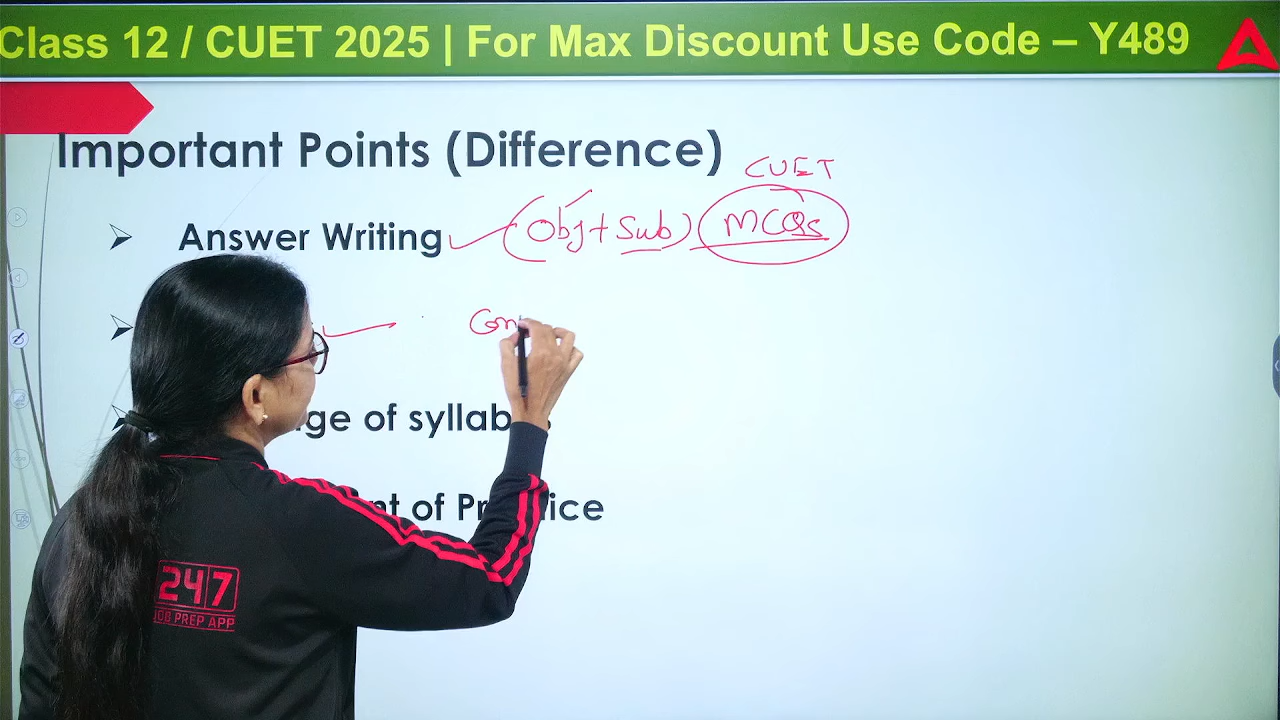 Class 12 / CUET 2025 | For Max Discount Use Code – Y489
Important Points (Difference)
CUET
Answer Writing (Obj + Sub) MCQs
Con
ge of syllab
nt of Pr ice
247
JOB PREP APP